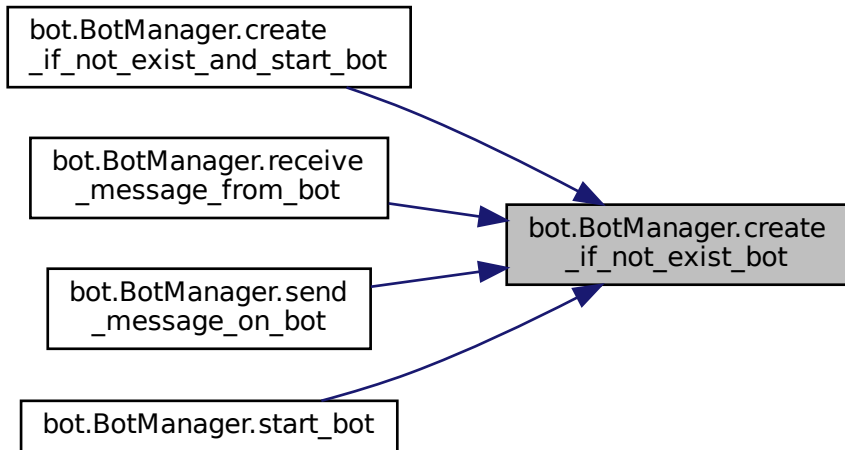 bot.BotManager.create
_if_not_exist_and_start_bot
bot.BotManager.receive
_message_from_bot
bot.BotManager.create
_if_not_exist_bot
bot.BotManager.send
_message_on_bot
bot.BotManager.start_bot